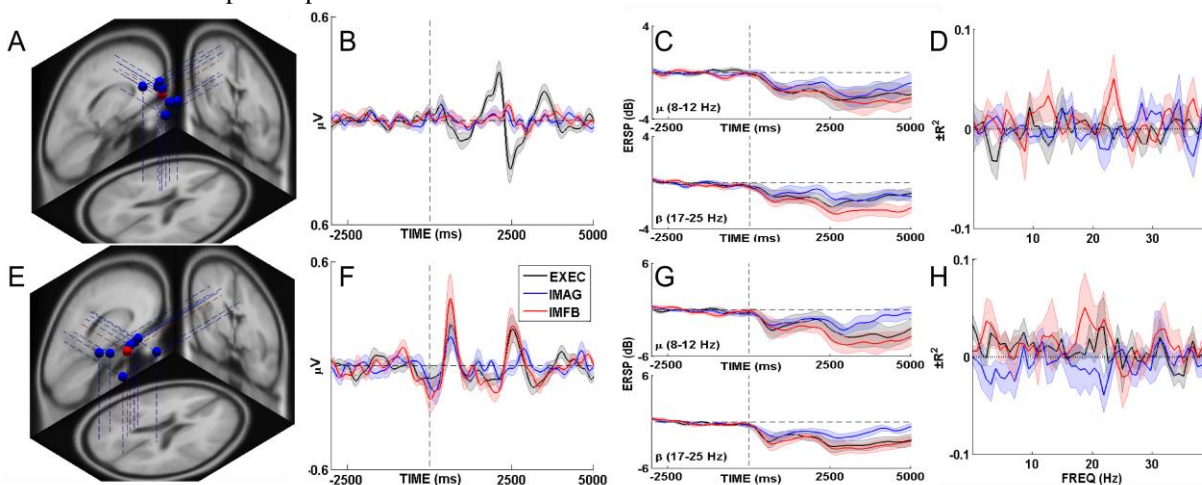 A
B
0.6
µV
0.6
-2500 TIME (ms) 2500 5000
C
4
µ (8-12 Hz)
-4
-2500 TIME (ms) 2500 5000
ERSP (dB)
4
β (17-25 Hz)
-4
-2500 TIME (ms) 2500 5000
D
0.1
±R²
0
-0.1
10 20 30
E
F
0.6
EXEC
IMAG
IMFB
µV
-0.6
-2500 TIME (ms) 2500 5000
G
6
µ (8-12 Hz)
-6
-2500 TIME (ms) 2500 5000
ERSP (dB)
6
β (17-25 Hz)
-6
-2500 TIME (ms) 2500 5000
H
0.1
±R²
0
-0.1
10 20 30
FREQ (Hz)